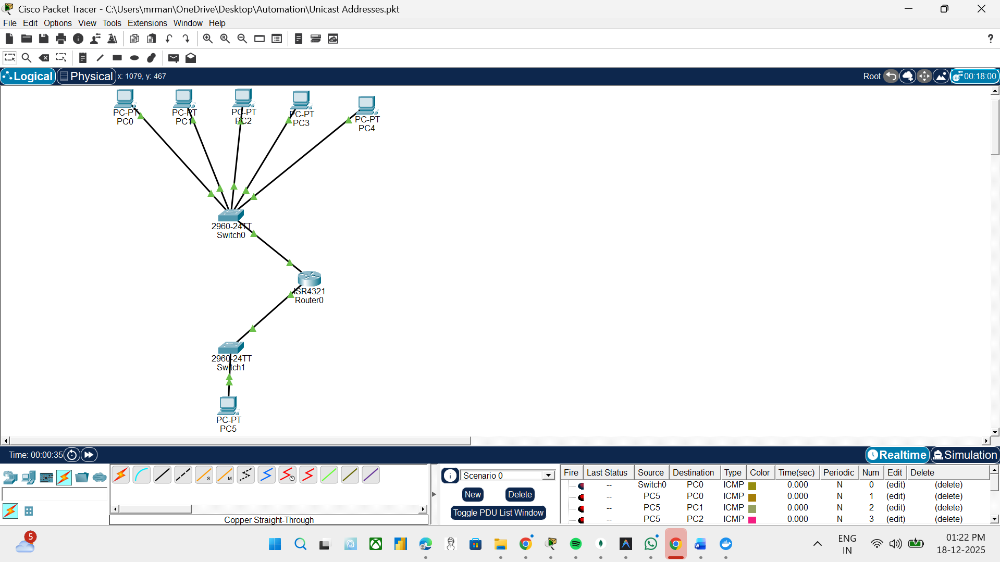 Cisco Packet Tracer - C:\Users\mrman\OneDrive\Desktop\Automation\Unicast Addresses.pkt
File Edit Options View Tools Extensions Window Help
?
Logical Physical x: 1079, y: 467 Root 00:18:00
PC-PT
PC0
PC-PT
PC1
PC-PT
PC2
PC-PT
PC3
PC-PT
PC4
2960-24TT
Switch0
ISR4321
Router0
2960-24TT
Switch1
PC-PT
PC5
Time: 00:00:35 Realtime Simulation
S M
Copper Straight-Through
Scenario 0
New Delete
Toggle PDU List Window
Fire Last Status Source Destination Type Color Time(sec) Periodic Num Edit Delete
-- Switch0 PC0 ICMP 0.000 N 0 (edit) (delete)
-- PC5 PC0 ICMP 0.000 N 1 (edit) (delete)
-- PC5 PC1 ICMP 0.000 N 2 (edit) (delete)
-- PC5 PC2 ICMP 0.000 N 3 (edit) (delete)
5
ENG
IN
01:22 PM
18-12-2025